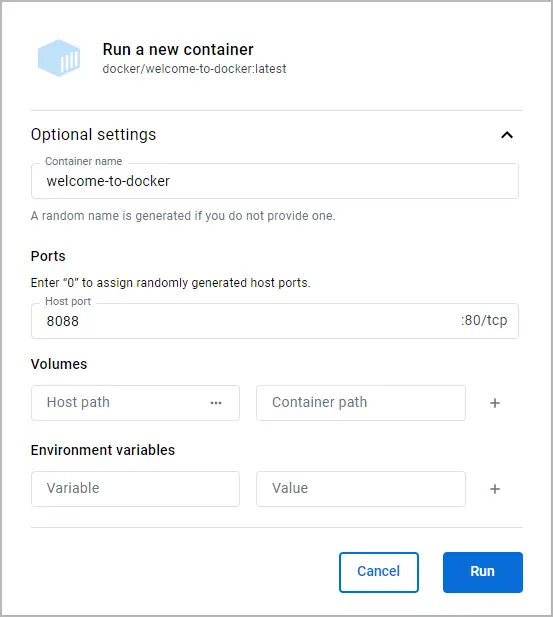 Run a new container
docker/welcome-to-docker:latest
Optional settings
Container name
welcome-to-docker
A random name is generated if you do not provide one.
Ports
Enter “0” to assign randomly generated host ports.
Host port
8088 :80/tcp
Volumes
Host path ••• Container path +
Environment variables
Variable Value +
Cancel Run